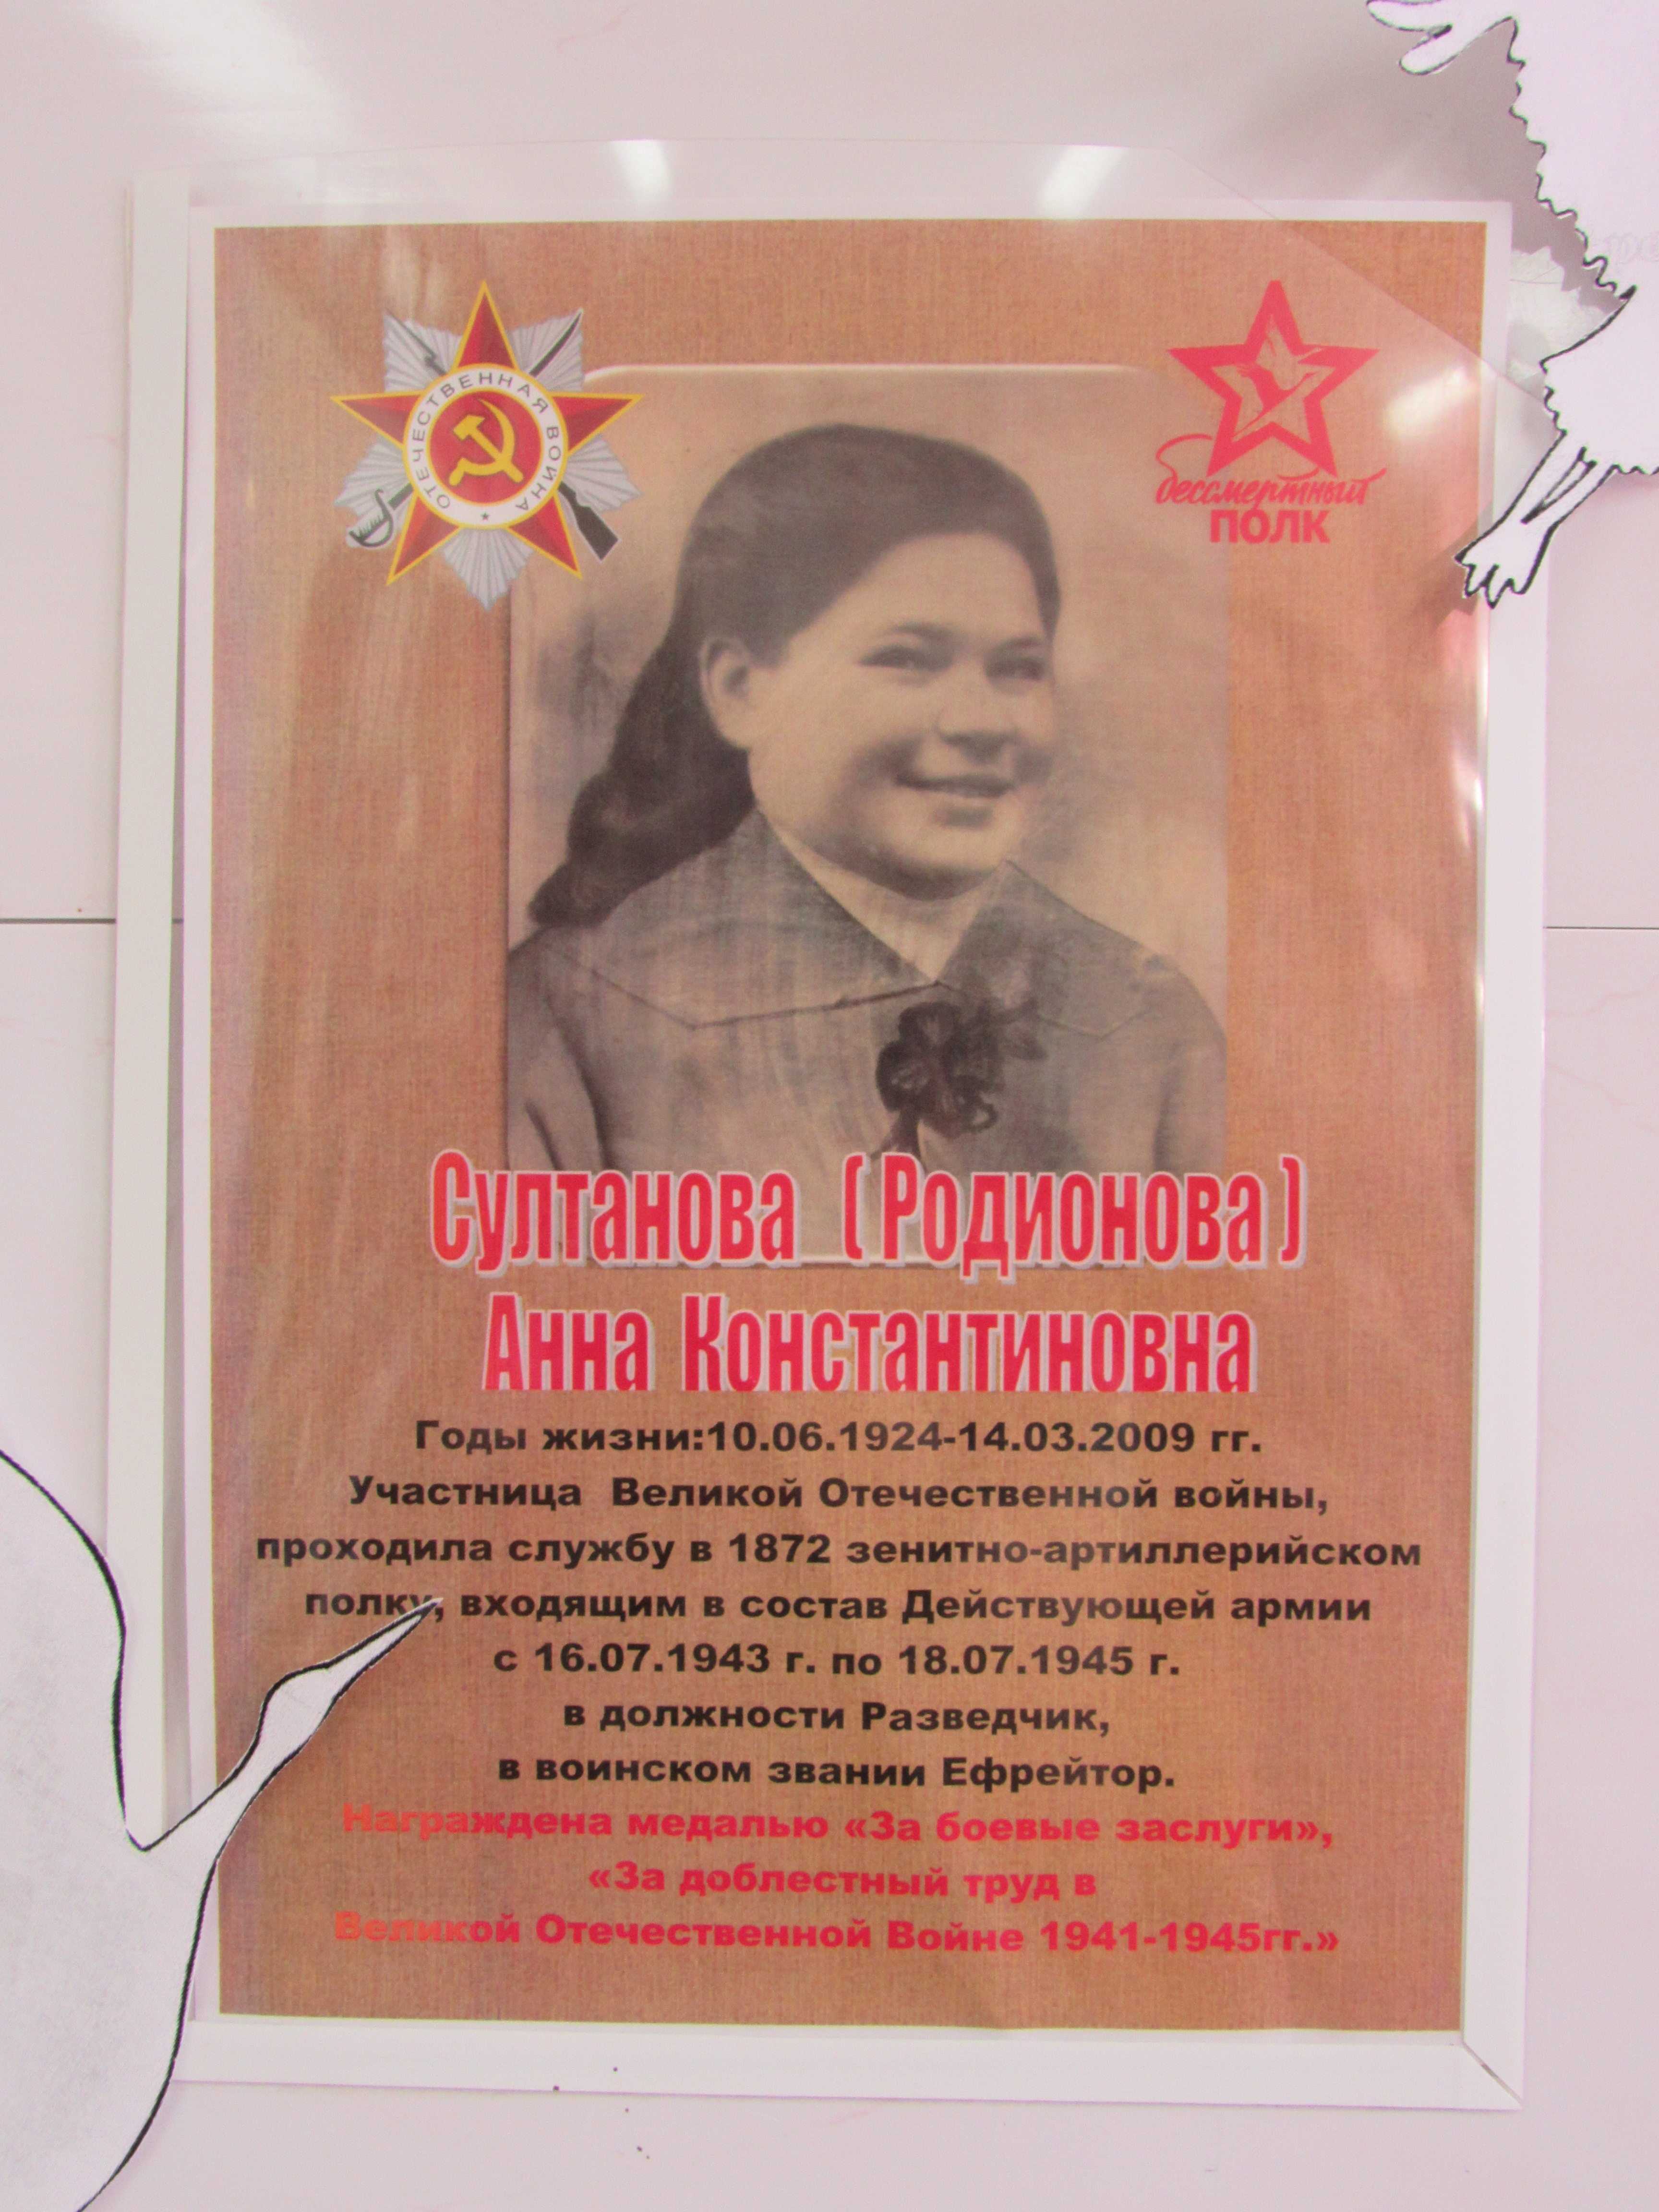 ОТЕЧЕСТВЕННАЯ ВОЙНА
бессмертный
ПОЛК
Султанова (Родионова)
Анна Константиновна
Годы жизни:10.06.1924-14.03.2009 гг.
Участница Великой Отечественной войны,
проходила службу в 1872 зенитно-артиллерийском
полку, входящим в состав Действующей армии
с 16.07.1943 г. по 18.07.1945 г.
в должности Разведчик,
в воинском звании Ефрейтор.
Награждена медалью «За боевые заслуги»,
«За доблестный труд в
Великой Отечественной Войне 1941-1945гг.»